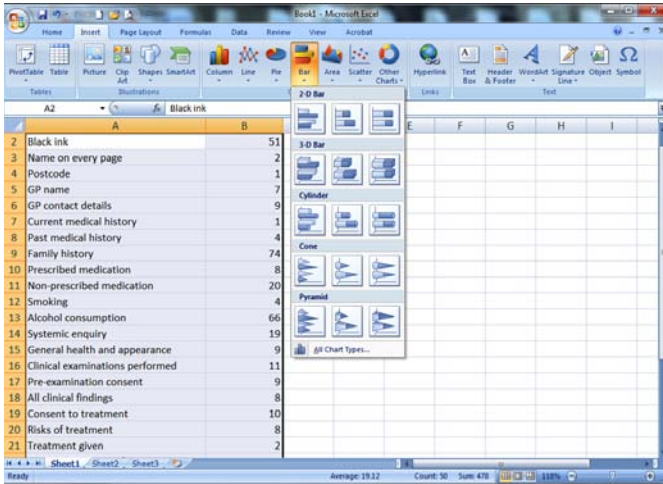 Book1 - Microsoft Excel
Home Insert Page Layout Formulas Data Review View Acrobat
PivotTable Table Picture Clip Art Shapes SmartArt Column Line Pie Bar Area Scatter Other Charts Hyperlink Text Box Header & Footer WordArt Signature Line Object Symbol
Tables Illustrations Links Text
A2 fx Black ink
2-D Bar
3-D Bar
Cylinder
Cone
Pyramid
All Chart Types...
A B E F G H I
2 Black ink 51
3 Name on every page 2
4 Postcode 1
5 GP name 7
6 GP contact details 9
7 Current medical history 1
8 Past medical history 4
9 Family history 74
10 Prescribed medication 8
11 Non-prescribed medication 20
12 Smoking 4
13 Alcohol consumption 66
14 Systemic enquiry 19
15 General health and appearance 9
16 Clinical examinations performed 11
17 Pre-examination consent 9
18 All clinical findings 8
19 Consent to treatment 10
20 Risks of treatment 8
21 Treatment given 2
Sheet1 Sheet2 Sheet3
Ready Average: 19.12 Count: 50 Sum: 478 118%